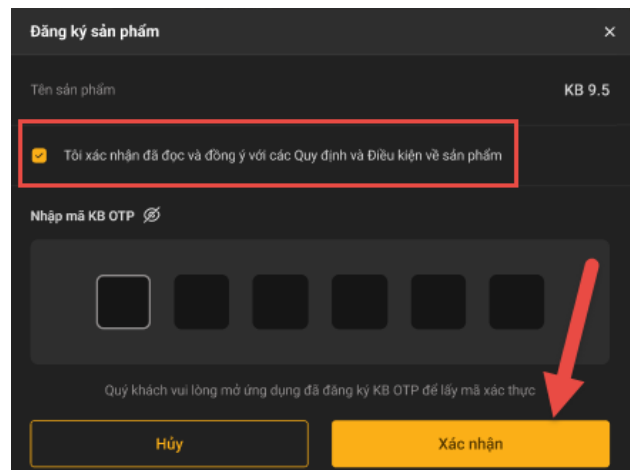 Đăng ký sản phẩm
Tên sản phẩm KB 9.5
Tôi xác nhận đã đọc và đồng ý với các Quy định và Điều kiện về sản phẩm
Nhập mã KB OTP
Quý khách vui lòng mở ứng dụng đã đăng ký KB OTP để lấy mã xác thực
Hủy Xác nhận